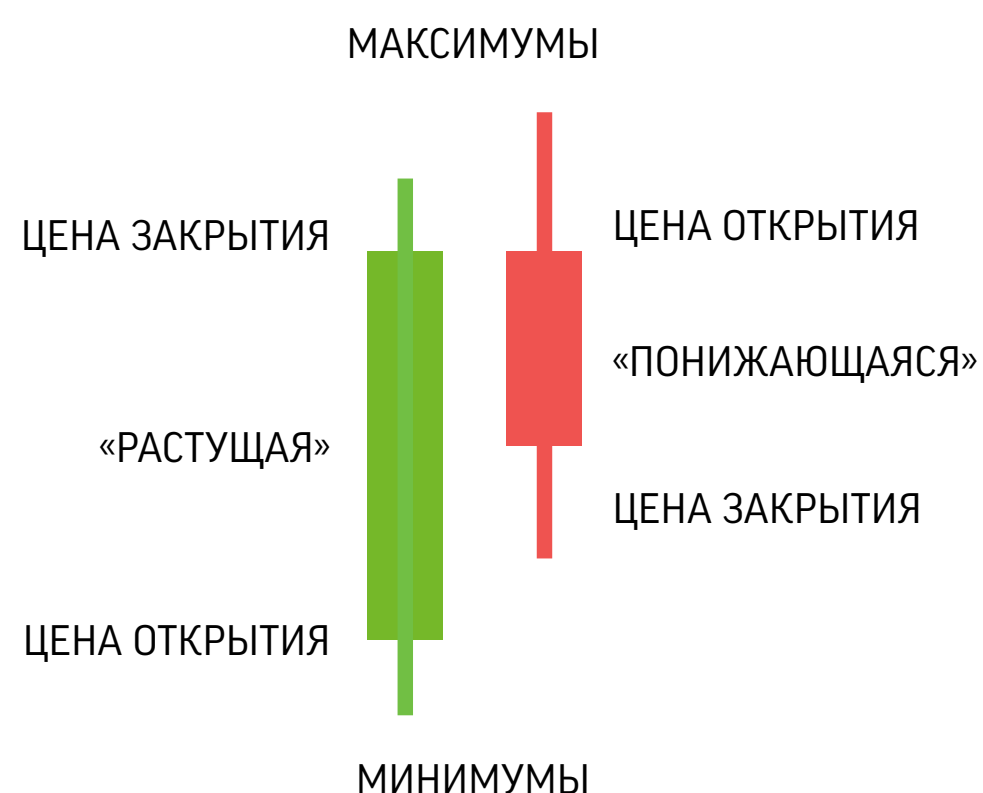 МАКСИМУМЫ
ЦЕНА ЗАКРЫТИЯ
ЦЕНА ОТКРЫТИЯ
«ПОНИЖАЮЩАЯСЯ»
«РАСТУЩАЯ»
ЦЕНА ЗАКРЫТИЯ
ЦЕНА ОТКРЫТИЯ
МИНИМУМЫ